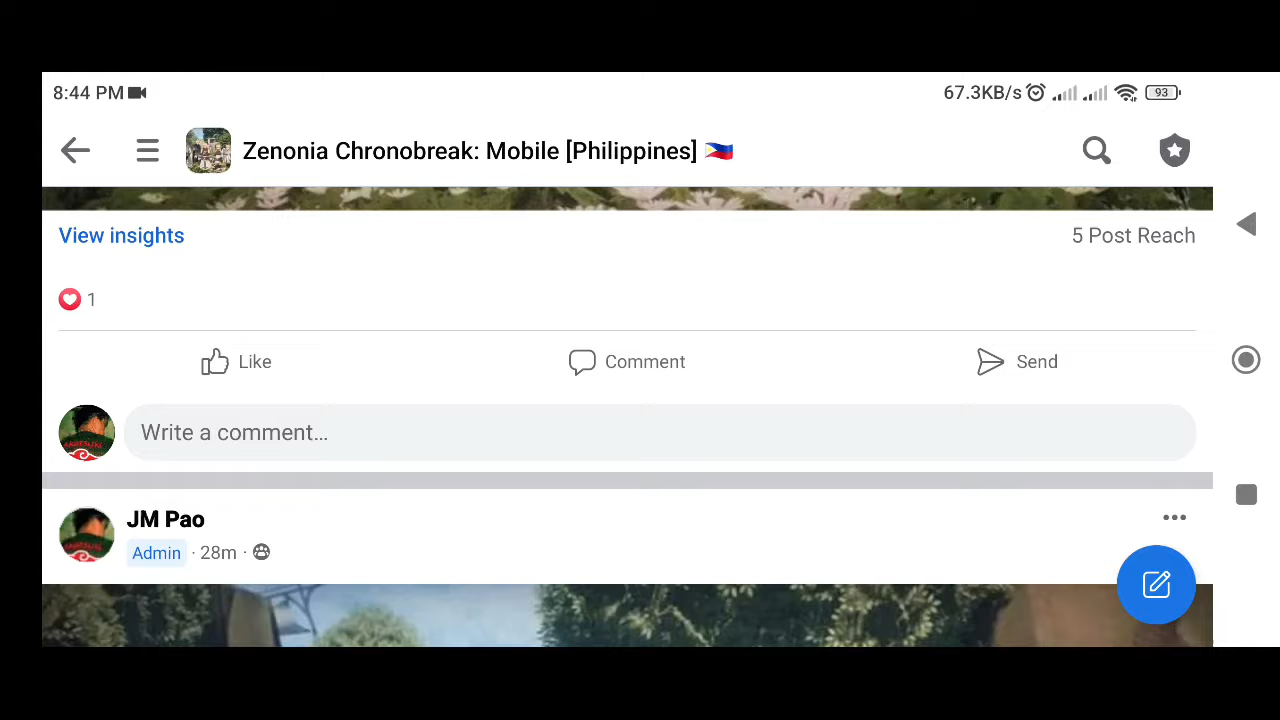 8:44 PM
67.3KB/s 93
Zenonia Chronobreak: Mobile [Philippines] 🇵🇭
View insights
5 Post Reach
1
Like
Comment
Send
Write a comment...
JM Pao
Admin · 28m ·